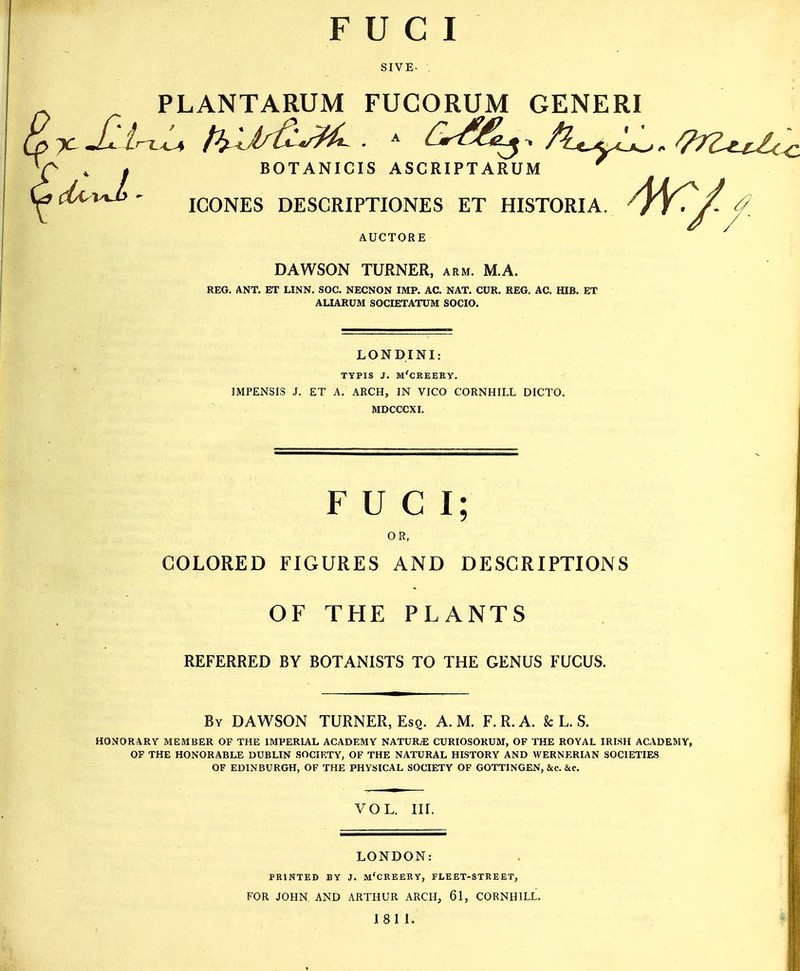 FUCI
SIVE
PLANTARUM FUCORUM GENERI
Ex Libris Colleg. Medic
A
BOTANICIS ASCRIPTARUM
Edinb
ICONES DESCRIPTIONES ET HISTORIA.
AUCTORE
DAWSON TURNER, ARM. M.A.
REG. ANT. ET LINN. SOC. NECNON IMP. AC. NAT. CUR. REG. AC. HIB. ET
ALIARUM SOCIETATUM SOCIO.
LONDINI:
TYPIS J. M‘CREERY.
IMPENSIS J. ET A. ARCH, IN VICO CORNHILL DICTO.
MDCCCXI.
FUCI;
OR,
COLORED FIGURES AND DESCRIPTIONS
OF THE PLANTS
REFERRED BY BOTANISTS TO THE GENUS FUCUS.
By DAWSON TURNER, Esq. A.M. F.R.A. & L.S.
HONORARY MEMBER OF THE IMPERIAL ACADEMY NATURÆ CURIOSORUM, OF THE ROYAL IRISH ACADEMY,
OF THE HONORABLE DUBLIN SOCIETY, OF THE NATURAL HISTORY AND WERNERIAN SOCIETIES
OF EDINBURGH, OF THE PHYSICAL SOCIETY OF GOTTINGEN, &c. &c.
VOL. III.
LONDON:
PRINTED BY J. M‘CREERY, FLEET-STREET,
FOR JOHN AND ARTHUR ARCH, 61, CORNHILL.
1811.